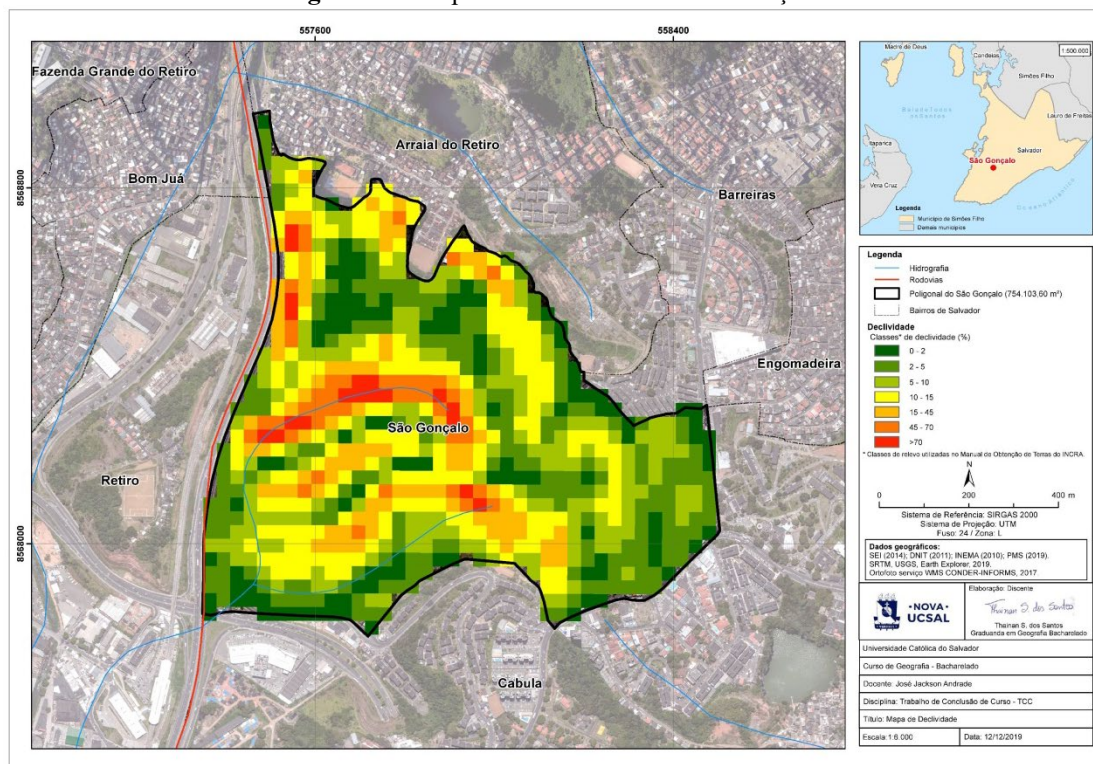 557600
558400
8568800
8568000
Fazenda Grande do Retiro
Arraial do Retiro
Bom Juá
Barreiras
Engomadeira
São Gonçalo
Retiro
Cabula
1:500.000
Madre de Deus
Candeias
Simões Filho
Lauro de Freitas
Itaparica
Salvador
São Gonçalo
Vera Cruz
Legenda
Município de Simões Filho
Demais municípios
Legenda
Hidrografia
Rodovias
Poligonal do São Gonçalo (754.103,60 m²)
Bairros de Salvador
Declividade
Classes* de declividade (%)
0 - 2
2 - 5
5 - 10
10 - 15
15 - 45
45 - 70
>70
* Classes de relevo utilizadas no Manual de Obtenção de Terras do INCRA.
N
0 200 400 m
Sistema de Referência: SIRGAS 2000
Sistema de Projeção: UTM
Fuso: 24 / Zona: L
Dados geográficos:
SEI (2014); DNIT (2011); INEMA (2010); PMS (2019).
SRTM, USGS, Earth Explorer, 2019.
Ortofoto serviço WMS CONDER-INFORMS, 2017
• NOVA •
UCSAL
Elaboração: Discente
Thainan S. dos Santos
Thainan S. dos Santos
Graduanda em Geografia Bacharelado
Universidade Católica do Salvador
Curso de Geografia - Bacharelado
Docente: José Jackson Andrade
Disciplina: Trabalho de Conclusão de Curso - TCC
Título: Mapa de Declividade
Escala: 1:6.000
Data: 12/12/2019